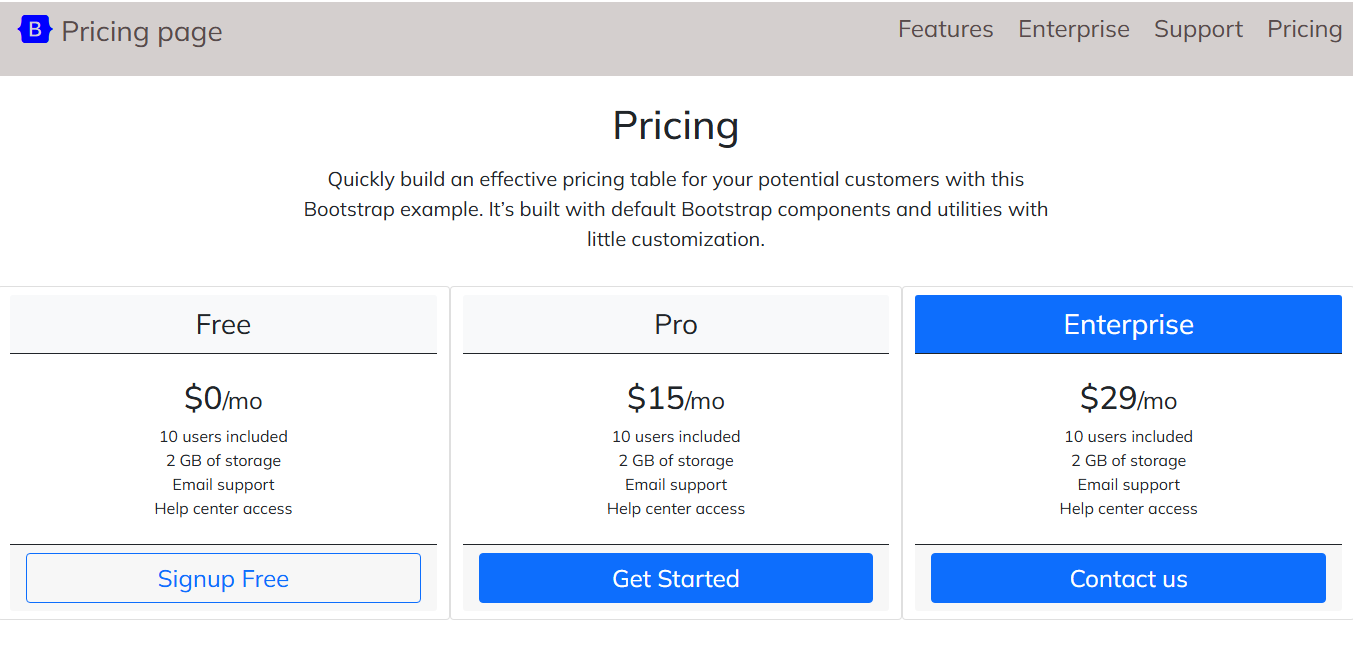 B Pricing page
Features Enterprise Support Pricing
Pricing
Quickly build an effective pricing table for your potential customers with this
Bootstrap example. It’s built with default Bootstrap components and utilities with
little customization.
Free
$0/mo
10 users included
2 GB of storage
Email support
Help center access
Signup Free
Pro
$15/mo
10 users included
2 GB of storage
Email support
Help center access
Get Started
Enterprise
$29/mo
10 users included
2 GB of storage
Email support
Help center access
Contact us